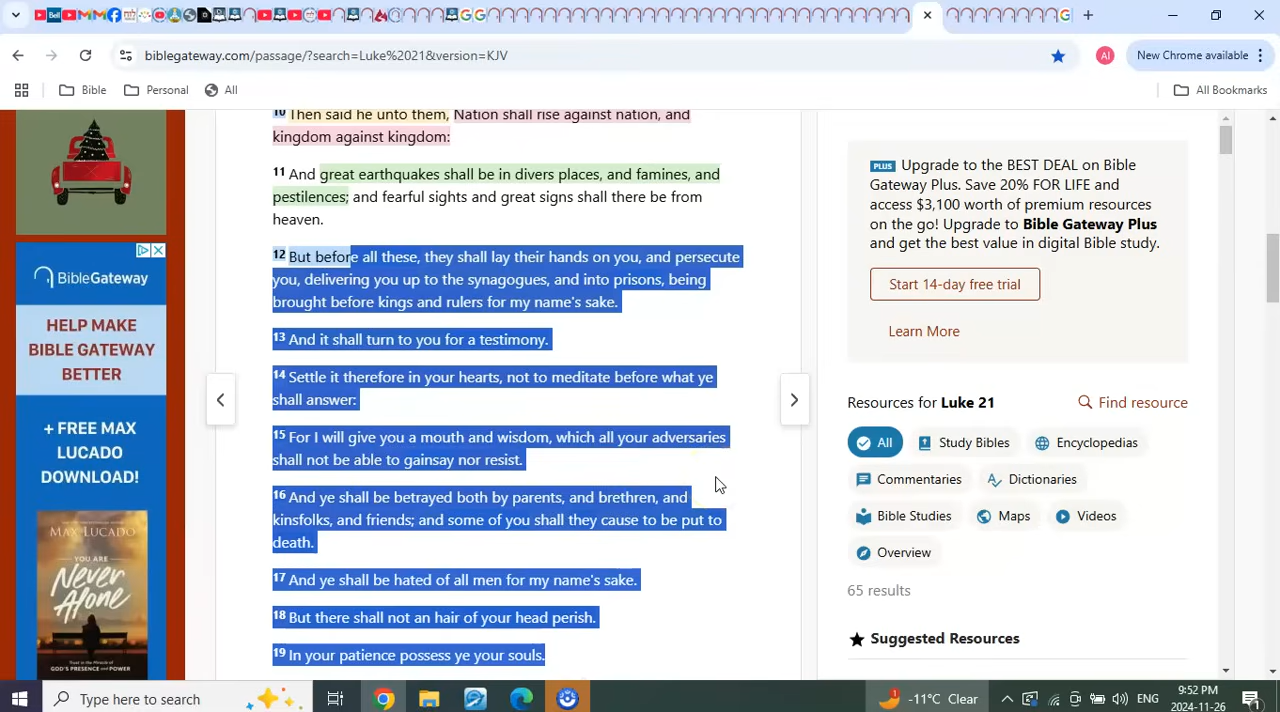 biblegateway.com/passage/?search=Luke%2021&version=KJV
New Chrome available
Bible
Personal
All
All Bookmarks
10 Then said he unto them, Nation shall rise against nation, and
kingdom against kingdom:
11 And great earthquakes shall be in divers places, and famines, and
pestilences; and fearful sights and great signs shall there be from
heaven.
12 But before all these, they shall lay their hands on you, and persecute
you, delivering you up to the synagogues, and into prisons, being
brought before kings and rulers for my name's sake.
13 And it shall turn to you for a testimony.
14 Settle it therefore in your hearts, not to meditate before what ye
shall answer:
15 For I will give you a mouth and wisdom, which all your adversaries
shall not be able to gainsay nor resist.
16 And ye shall be betrayed both by parents, and brethren, and
kinsfolks, and friends; and some of you shall they cause to be put to
death.
17 And ye shall be hated of all men for my name's sake.
18 But there shall not an hair of your head perish.
19 In your patience possess ye your souls.
BibleGateway
HELP MAKE
BIBLE GATEWAY
BETTER
+ FREE MAX
LUCADO
DOWNLOAD!
MAX LUCADO
YOU ARE
Never
Alone
PLUS Upgrade to the BEST DEAL on Bible
Gateway Plus. Save 20% FOR LIFE and
access $3,100 worth of premium resources
on the go! Upgrade to Bible Gateway Plus
and get the best value in digital Bible study.
Start 14-day free trial
Learn More
Resources for Luke 21
Find resource
All
Study Bibles
Encyclopedias
Commentaries
Dictionaries
Bible Studies
Maps
Videos
Overview
65 results
Suggested Resources
Type here to search
-11°C Clear
ENG
9:52 PM
2024-11-26